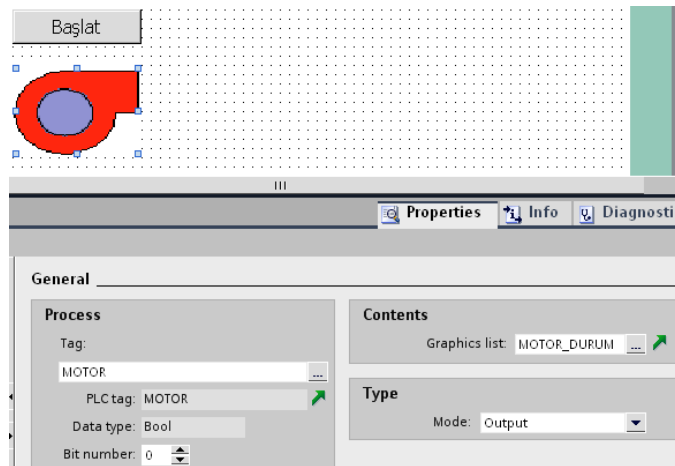 Başlat
Properties Info Diagnosti
General
Process
Tag:
MOTOR ...
PLC tag: MOTOR
Data type: Bool
Bit number: 0
Contents
Graphics list: MOTOR_DURUM ...
Type
Mode: Output